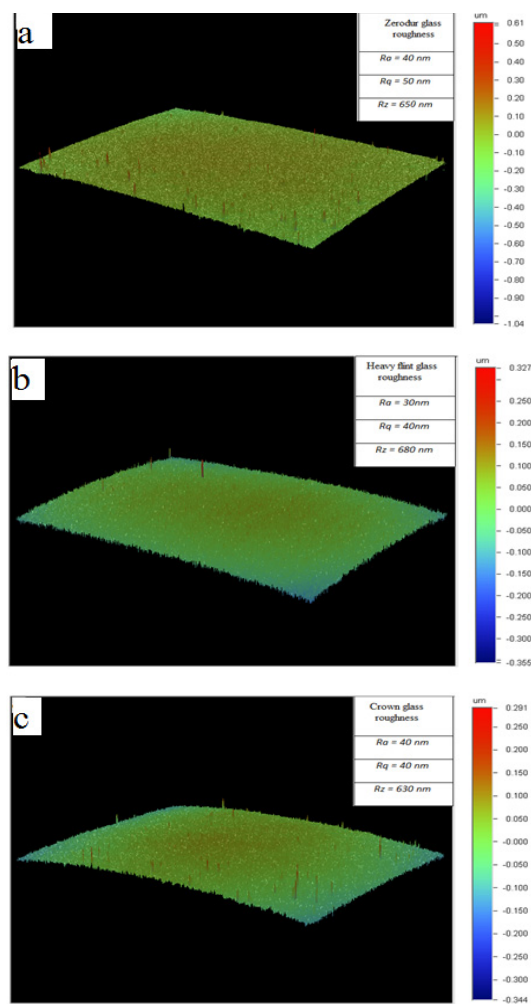 a
Zerodur glass
roughness
Ra = 40 nm
Rq = 50 nm
Rz = 650 nm
um
0.61
0.50
0.40
0.30
0.20
0.10
0.00
-0.10
-0.20
-0.30
-0.40
-0.50
-0.60
-0.70
-0.80
-0.90
-1.04
b
Heavy flint glass
roughness
Ra = 30nm
Rq = 40nm
Rz = 680 nm
um
0.327
0.250
0.200
0.150
0.100
0.050
0.000
-0.050
-0.100
-0.150
-0.200
-0.250
-0.300
-0.355
c
Crown glass
roughness
Ra = 40 nm
Rq = 40 nm
Rz = 630 nm
um
0.291
0.250
0.200
0.150
0.100
0.050
0.000
-0.050
-0.100
-0.150
-0.200
-0.250
-0.300
-0.344